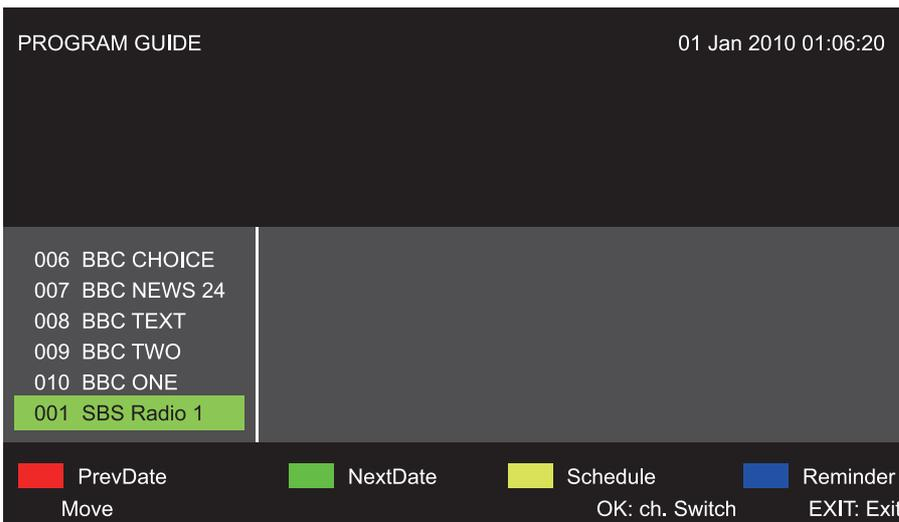 PROGRAM GUIDE 01 Jan 2010 01:06:20
006 BBC CHOICE
007 BBC NEWS 24
008 BBC TEXT
009 BBC TWO
010 BBC ONE
001 SBS Radio 1
PrevDate NextDate Schedule Reminder
Move OK: ch. Switch EXIT: Exit